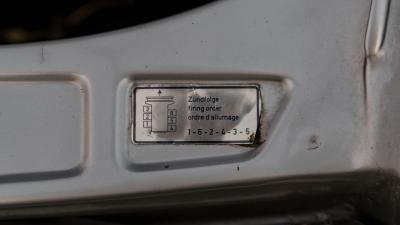 Zündfolge
firing order
ordre d'allumage
1-6-2-4-3-5